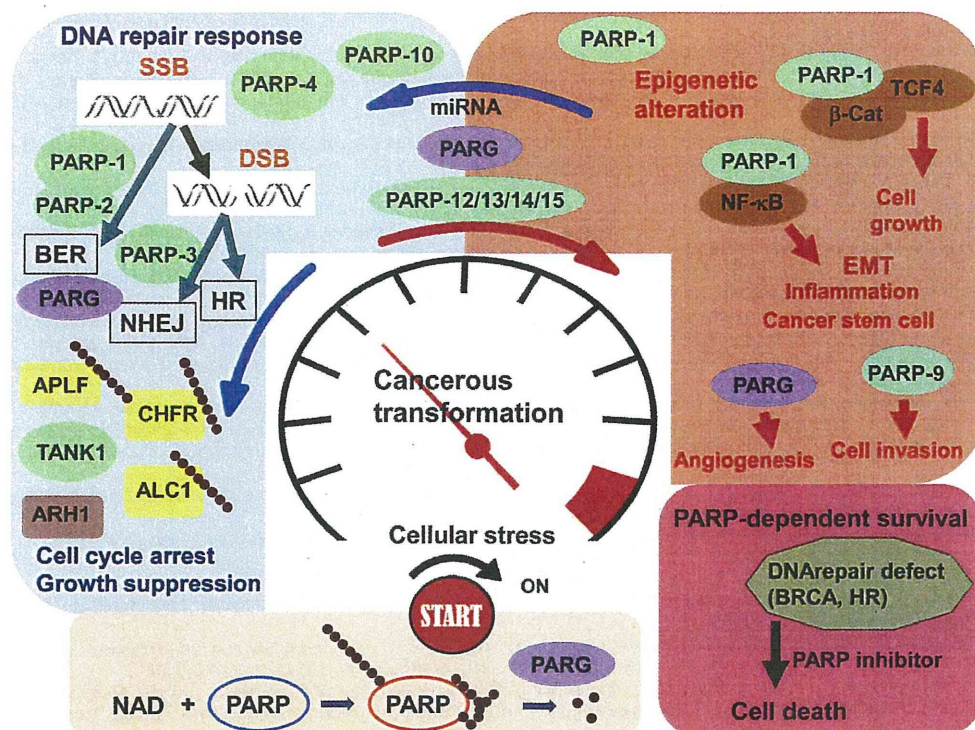 DNA repair response
SSB
PARP-4
PARP-10
PARP-1
PARP-2
DSB
BER
PARP-3
PARG
NHEJ
HR
APLF
CHFR
TANK1
ALC1
ARH1
Cell cycle arrest
Growth suppression
miRNA
PARG
PARP-12/13/14/15
PARP-1
Epigenetic
alteration
PARP-1
TCF4
β-Cat
PARP-1
NF-κB
Cell
growth
EMT
Inflammation
Cancer stem cell
PARG
PARP-9
Angiogenesis
Cell invasion
Cancerous
transformation
Cellular stress
ON
START
NAD + PARP
PARP
PARG
PARP-dependent survival
DNArepair defect
(BRCA, HR)
PARP inhibitor
Cell death